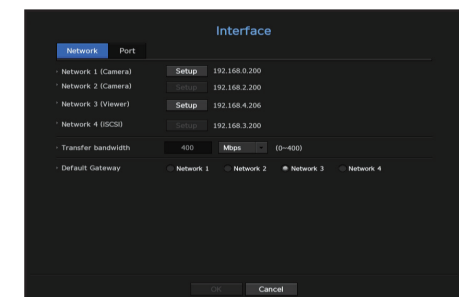 Interface
Network Port
Network 1 (Camera) Setup 192.168.0.200
Network 2 (Camera) Setup 192.168.2.200
Network 3 (Viewer) Setup 192.168.4.206
Network 4 (iSCSI) Setup 192.168.3.200
Transfer bandwidth 400 Mbps (0~400)
Default Gateway Network 1 Network 2 Network 3 Network 4
OK Cancel